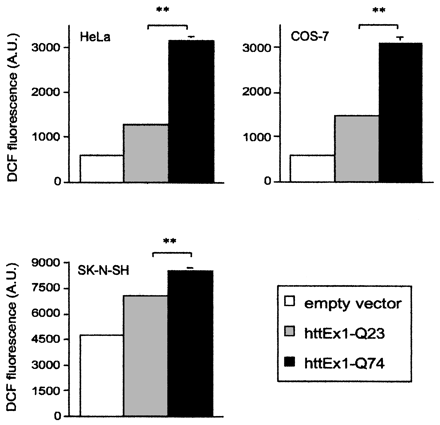 **
**
HeLa
COS-7
DCF fluorescence (A.U.)
3000
2000
1000
0
3000
2000
1000
0
**
SK-N-SH
DCF fluorescence (A.U.)
9000
7500
6000
4500
3000
1500
0
empty vector
httEx1-Q23
httEx1-Q74